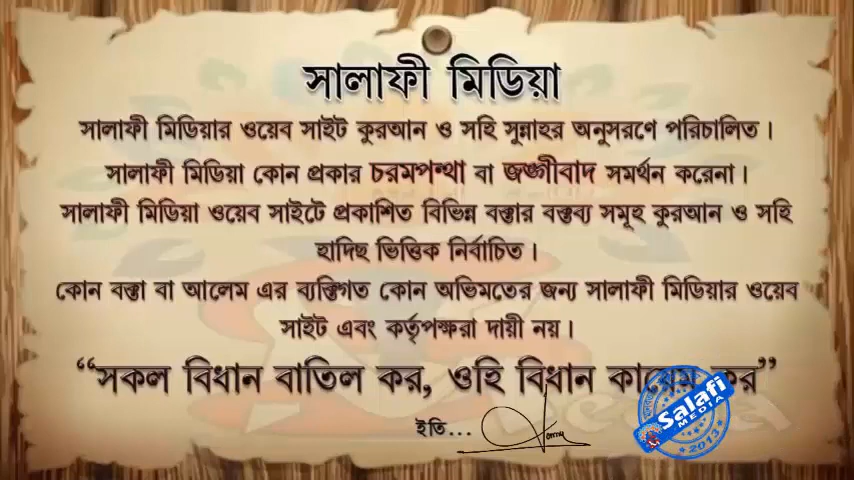 সালাফী মিডিয়া
সালাফী মিডিয়ার ওয়েব সাইট কুরআন ও সহি সুন্নাহর অনুসরণে পরিচালিত।
সালাফী মিডিয়া কোন প্রকার চরমপন্থা বা জঙ্গীবাদ সমর্থন করেনা।
সালাফী মিডিয়া ওয়েব সাইটে প্রকাশিত বিভিন্ন বক্তার বক্তব্য সমূহ কুরআন ও সহি
হাদিছ ভিত্তিক নির্বাচিত।
কোন বক্তা বা আলেম এর ব্যক্তিগত কোন অভিমতের জন্য সালাফী মিডিয়ার ওয়েব
সাইট এবং কর্তৃপক্ষরা দায়ী নয়।
“সকল বিধান বাতিল কর, ওহি বিধান কায়েম কর”
ইতি...
Salafi
MEDIA
2013